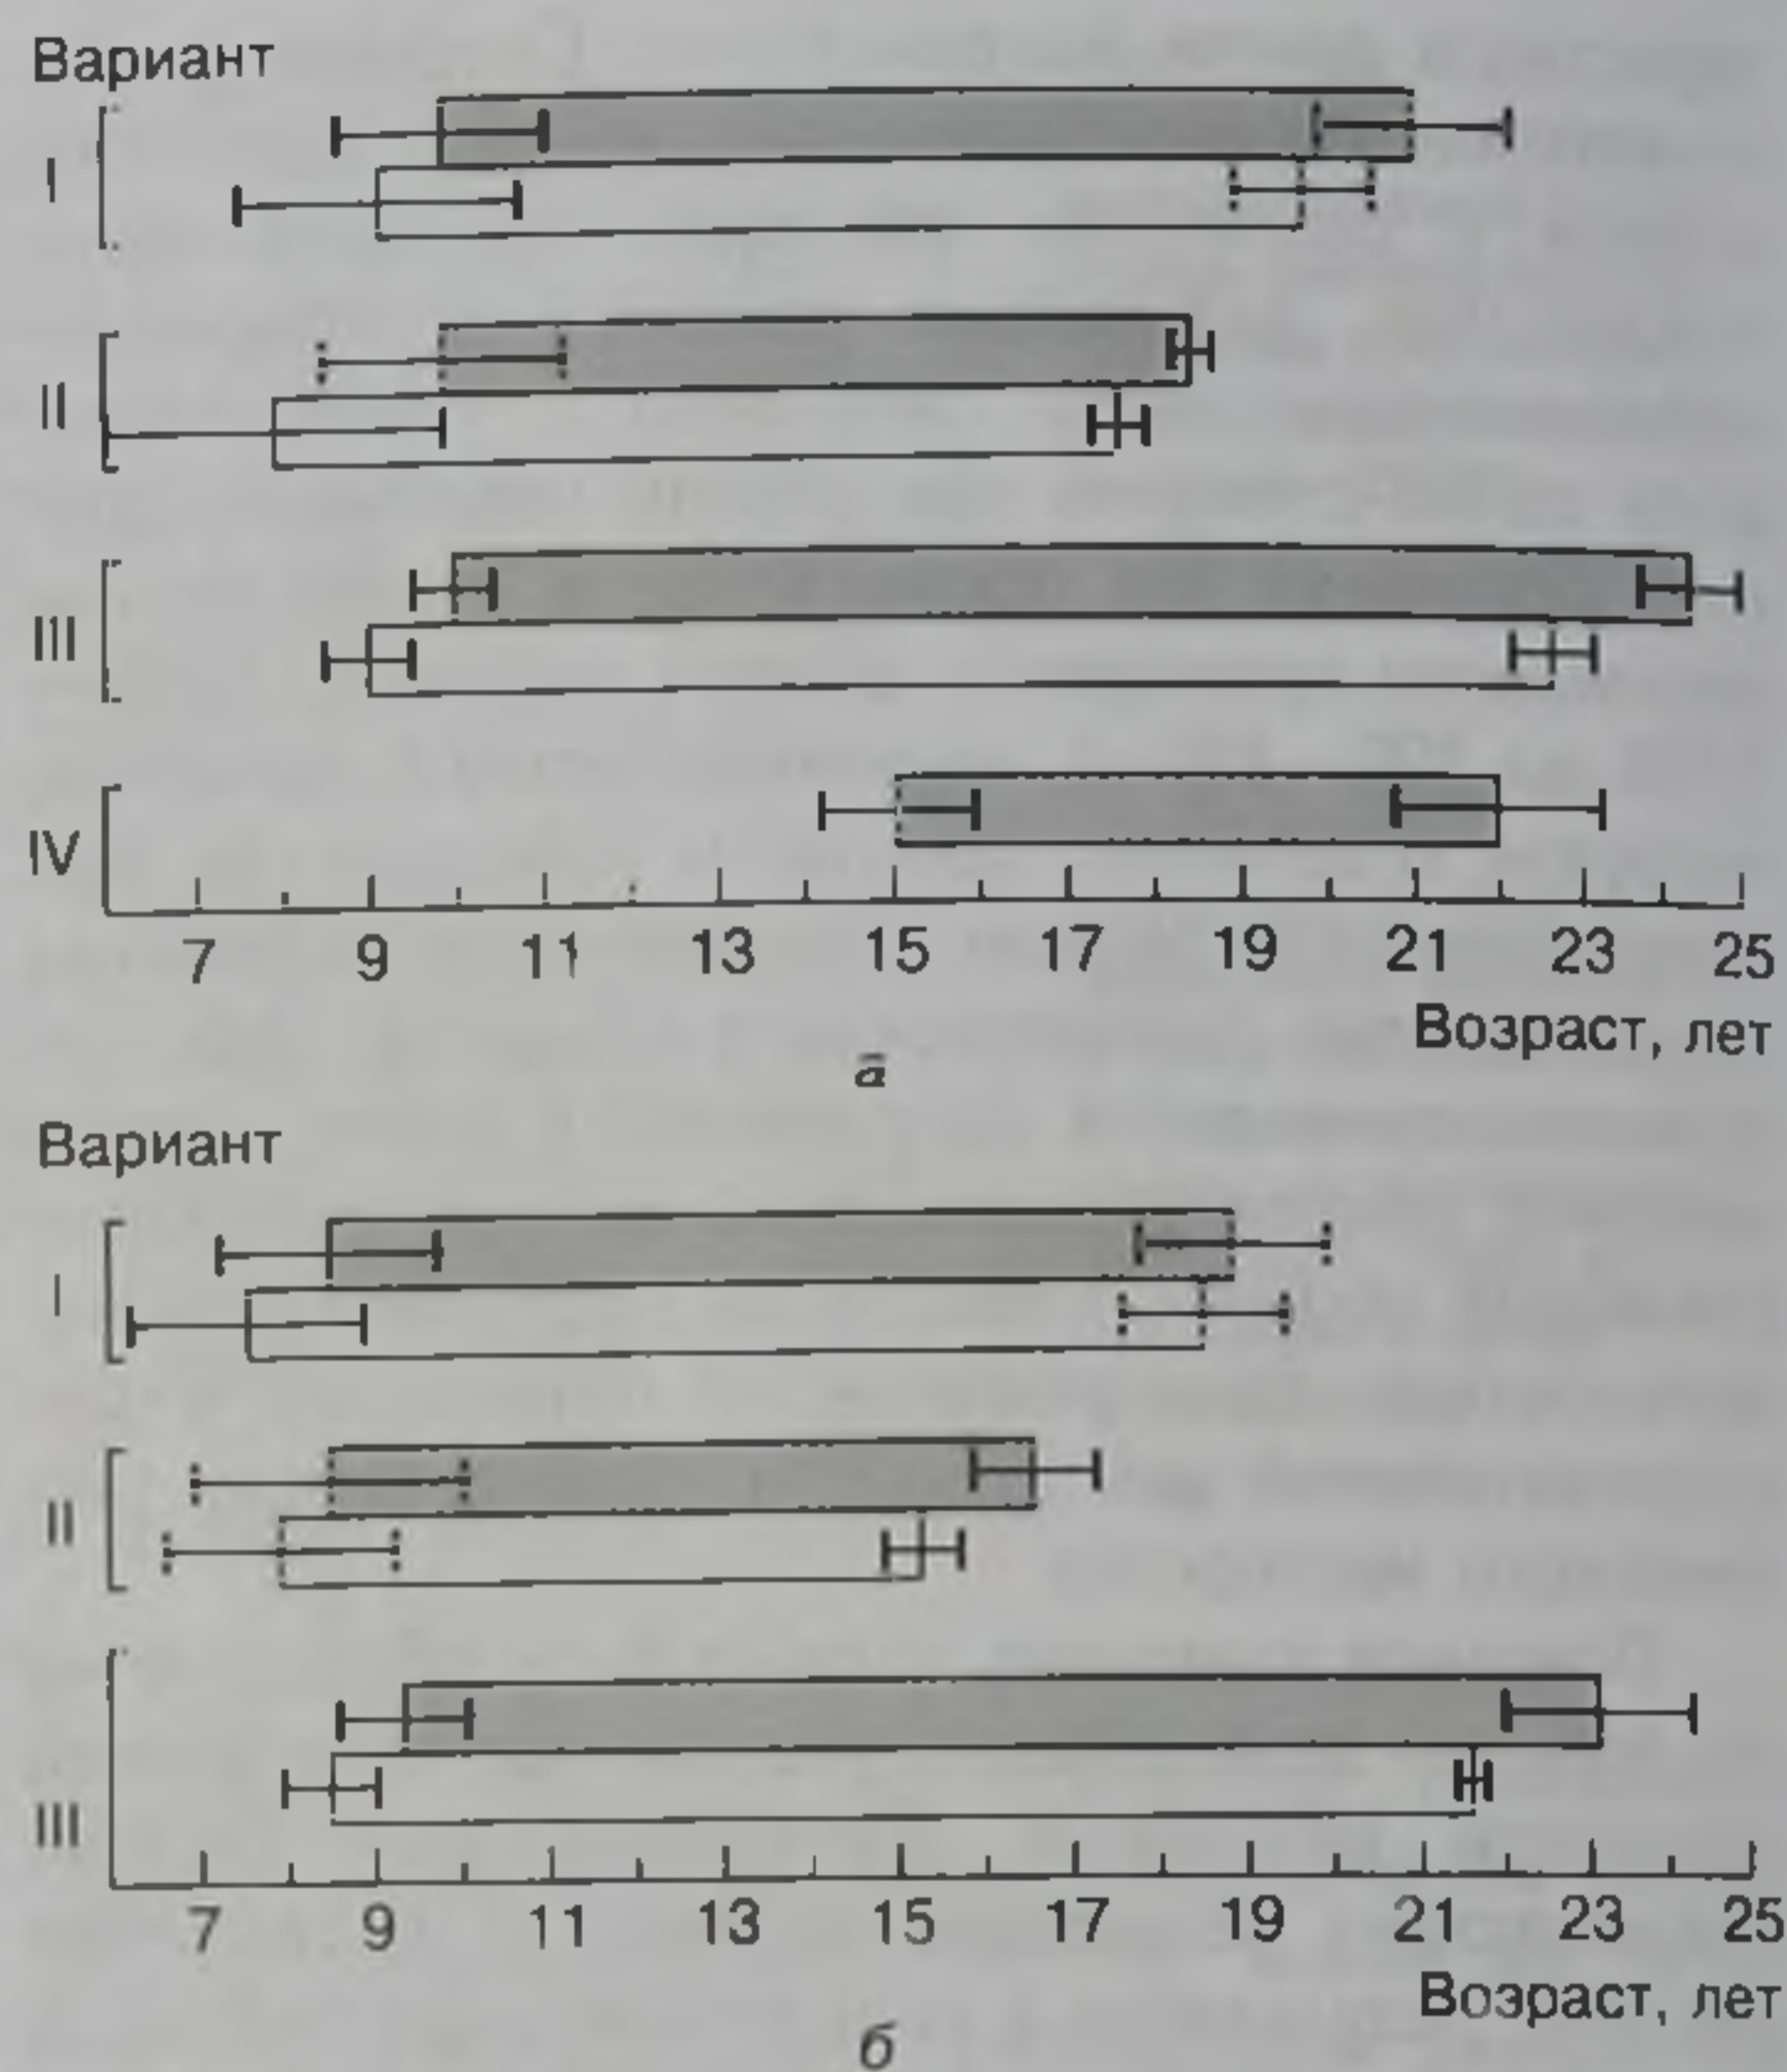 Вариант
I
II
III
IV
7 9 11 13 15 17 19 21 23 25
Возраст, лет
а
Вариант
I
II
III
7 9 11 13 15 17 19 21 23 25
Возраст, лет
б